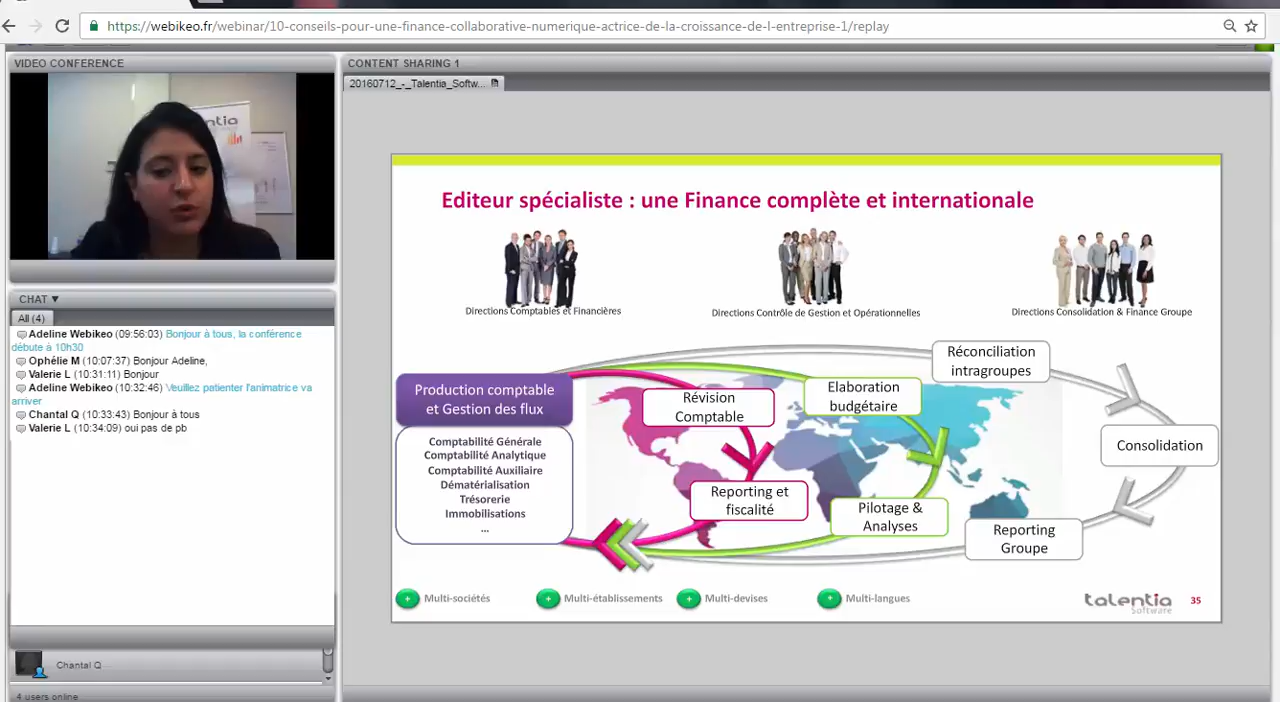 https://webikeo.fr/webinar/10-conseils-pour-une-finance-collaborative-numerique-actrice-de-la-croissance-de-l-entreprise-1/replay
VIDEO CONFERENCE
ntia
CHAT ▼
All (4)
Adeline Webikeo (09:56:03) Bonjour à tous, la conférence
débute à 10h30
Ophélie M (10:07:37) Bonjour Adeline,
Valerie L (10:31:11) Bonjour
Adeline Webikeo (10:32:46) Veuillez patienter l'animatrice va
arriver
Chantal Q (10:33:43) Bonjour à tous
Valerie L (10:34:09) oui pas de pb
Chantal Q
4 users online
CONTENT SHARING 1
20160712_-_Talentia_Softw...
Editeur spécialiste : une Finance complète et internationale
Directions Comptables et Financières
Directions Contrôle de Gestion et Opérationnelles
Directions Consolidation & Finance Groupe
Production comptable
et Gestion des flux
Comptabilité Générale
Comptabilité Analytique
Comptabilité Auxiliaire
Dématérialisation
Trésorerie
Immobilisations
...
Révision
Comptable
Reporting et
fiscalité
Elaboration
budgétaire
Pilotage &
Analyses
Réconciliation
intragroupes
Consolidation
Reporting
Groupe
+ Multi-sociétés
+ Multi-établissements
+ Multi-devises
+ Multi-langues
talentia
Software
35